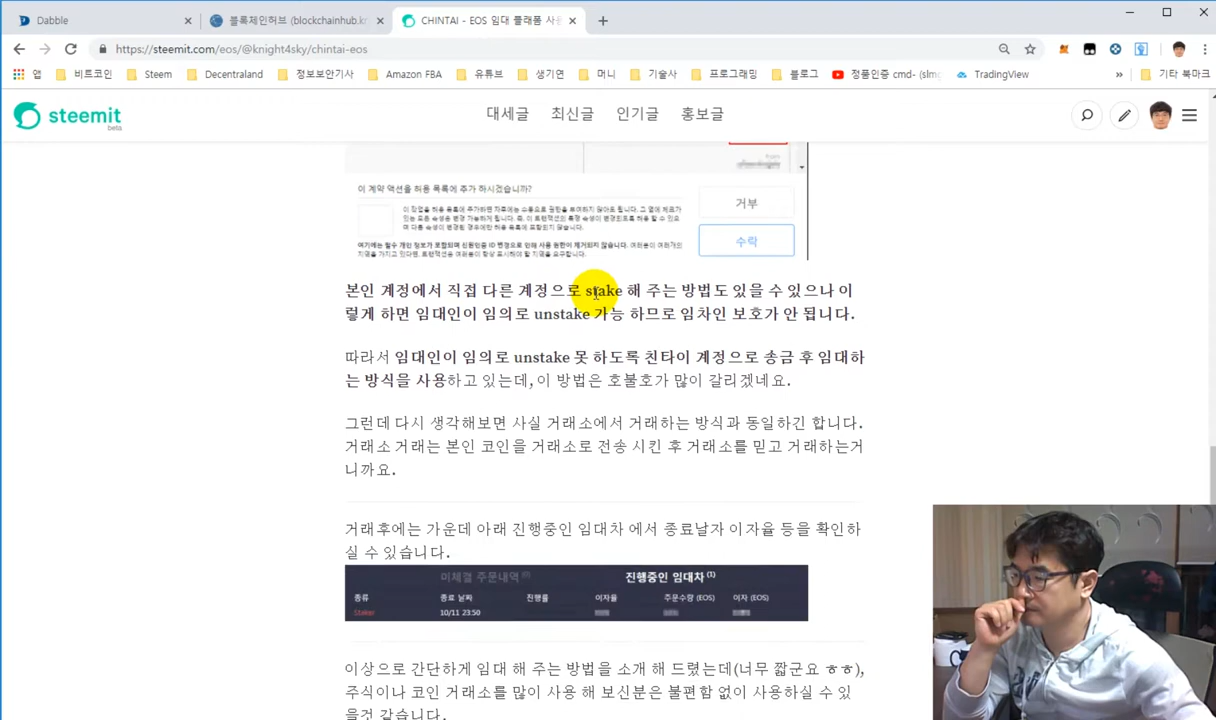 Dabble
블록체인허브 (blockchainhub.kr
CHINTAI - EOS 임대 플래폼 사용
https://steemit.com/eos/@knight4sky/chintai-eos
앱
비트코인
Steem
Decentraland
정보보안기사
Amazon FBA
유튜브
생기연
머니
기술사
프로그래밍
블로그
정품인증 cmd- (slmg
TradingView
»
기타 북마크
steemit
beta
대세글
최신글
인기글
홍보글
이 계약 액션을 허용 목록에 추가 하시겠습니까?
거부
수락
본인 계정에서 직접 다른 계정으로 stake 해 주는 방법도 있을 수 있으나 이
렇게 하면 임대인이 임의로 unstake 가능 하므로 임차인 보호가 안 됩니다.
따라서 임대인이 임의로 unstake 못 하도록 친타이 계정으로 송금 후 임대하
는 방식을 사용하고 있는데, 이 방법은 호불호가 많이 갈리겠네요.
그런데 다시 생각해보면 사실 거래소에서 거래하는 방식과 동일하긴 합니다.
거래소 거래는 본인 코인을 거래소로 전송 시킨 후 거래소를 믿고 거래하는거
니까요.
거래후에는 가운데 아래 진행중인 임대차 에서 종료날자 이자율 등을 확인하
실 수 있습니다.
미체결 주문내역
진행중인 임대차 (1)
종류
종료 날짜
진행률
이자율
주문수량 (EOS)
이자 (EOS)
Staker
10/11 23:50
이상으로 간단하게 임대 해 주는 방법을 소개 해 드렸는데(너무 짧군요 ㅎㅎ),
주식이나 코인 거래소를 많이 사용 해 보신분은 불편함 없이 사용하실 수 있
을것 같습니다.